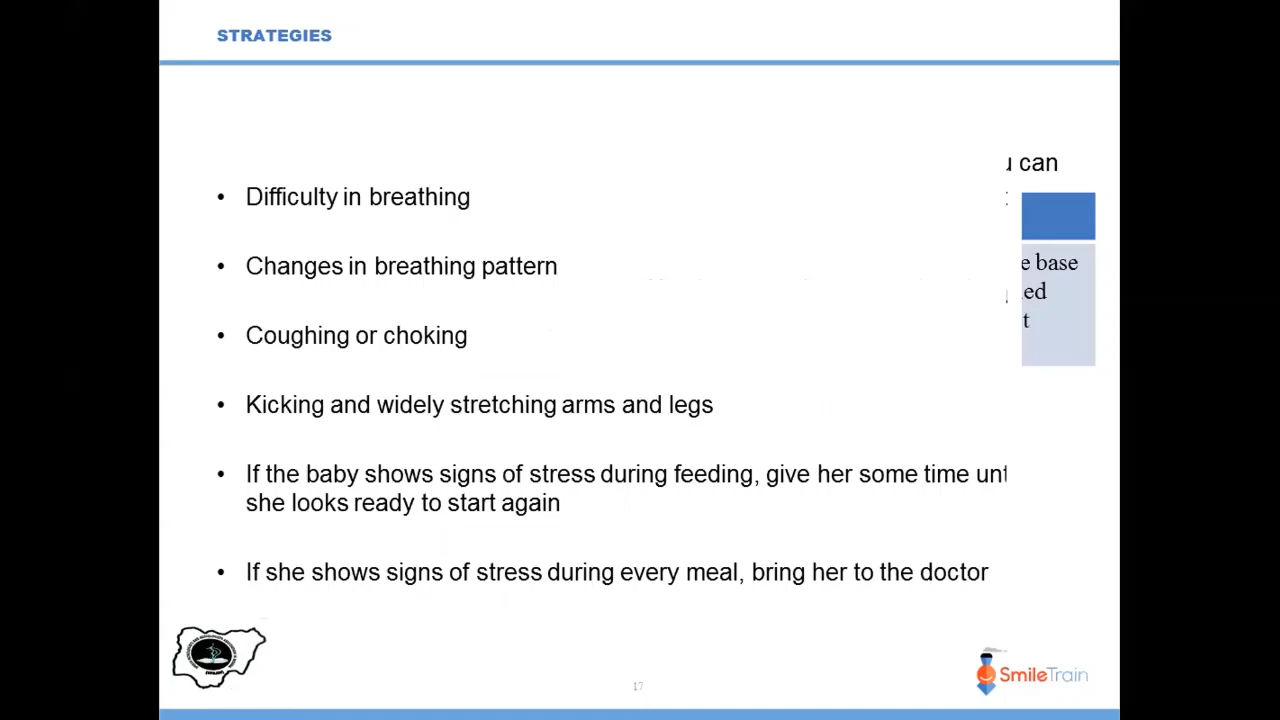 STRATEGIES
can
• Difficulty in breathing
• Changes in breathing pattern
base
• Coughing or choking
• Kicking and widely stretching arms and legs
• If the baby shows signs of stress during feeding, give her some time
she looks ready to start again
• If she shows signs of stress during every meal, bring her to the doctor
SmileTrain
17